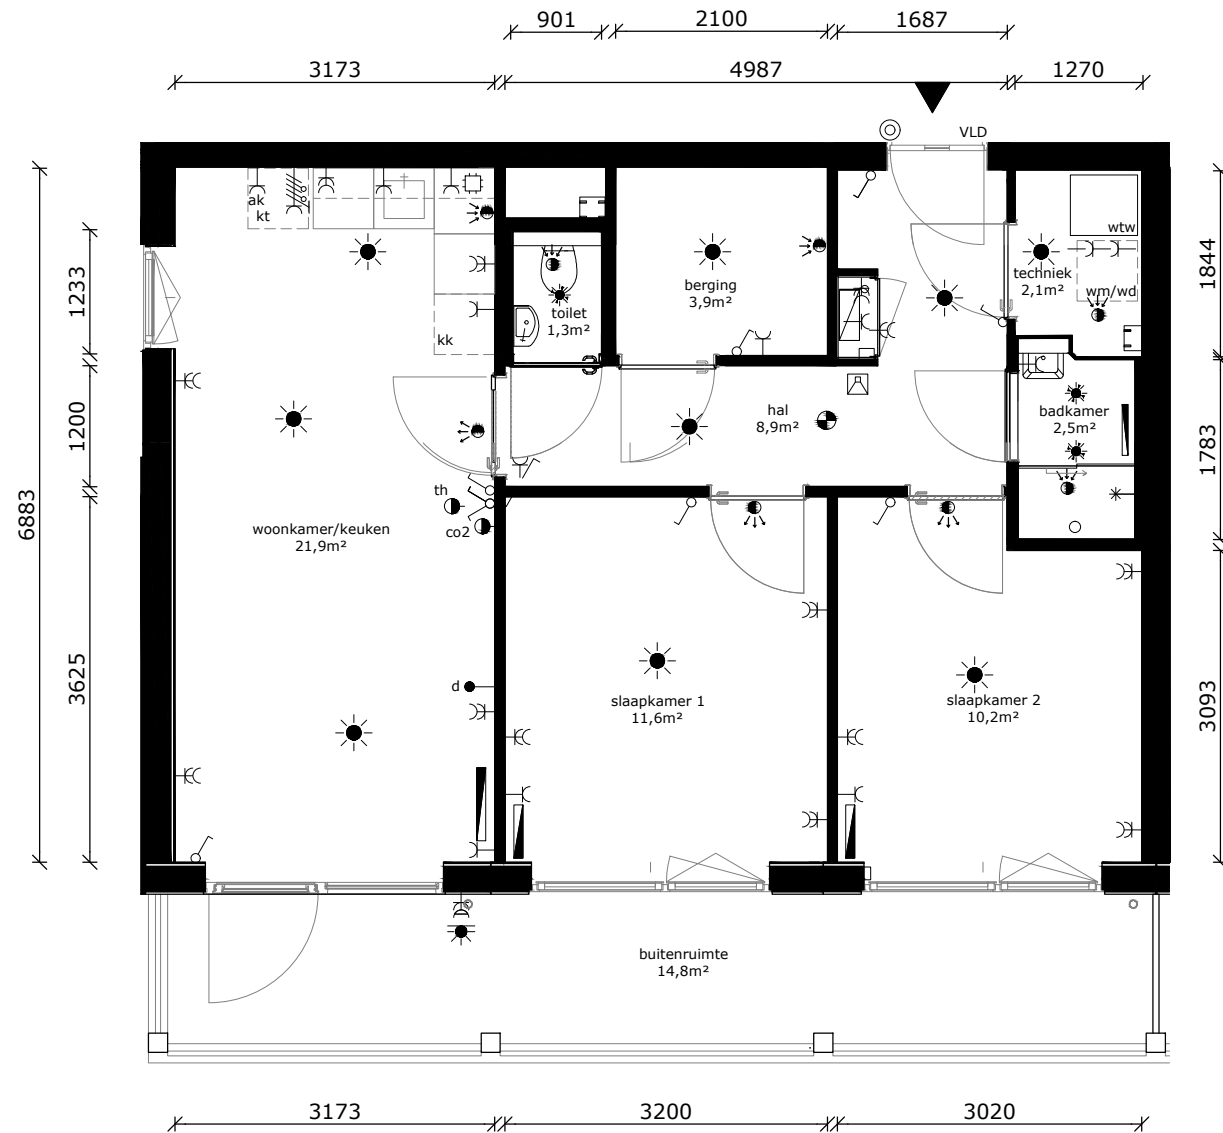 901
2100
1687
3173
4987
1270
VLD
ak
kt
wtw
berging
3,9m²
techniek
2,1m²
wm/wd
toilet
1,3m²
kk
1233
1844
hal
8,9m²
badkamer
2,5m²
1200
1783
6883
th
co2
woonkamer/keuken
21,9m²
3625
d
slaapkamer 1
11,6m²
slaapkamer 2
10,2m²
3093
buitenruimte
14,8m²
3173
3200
3020